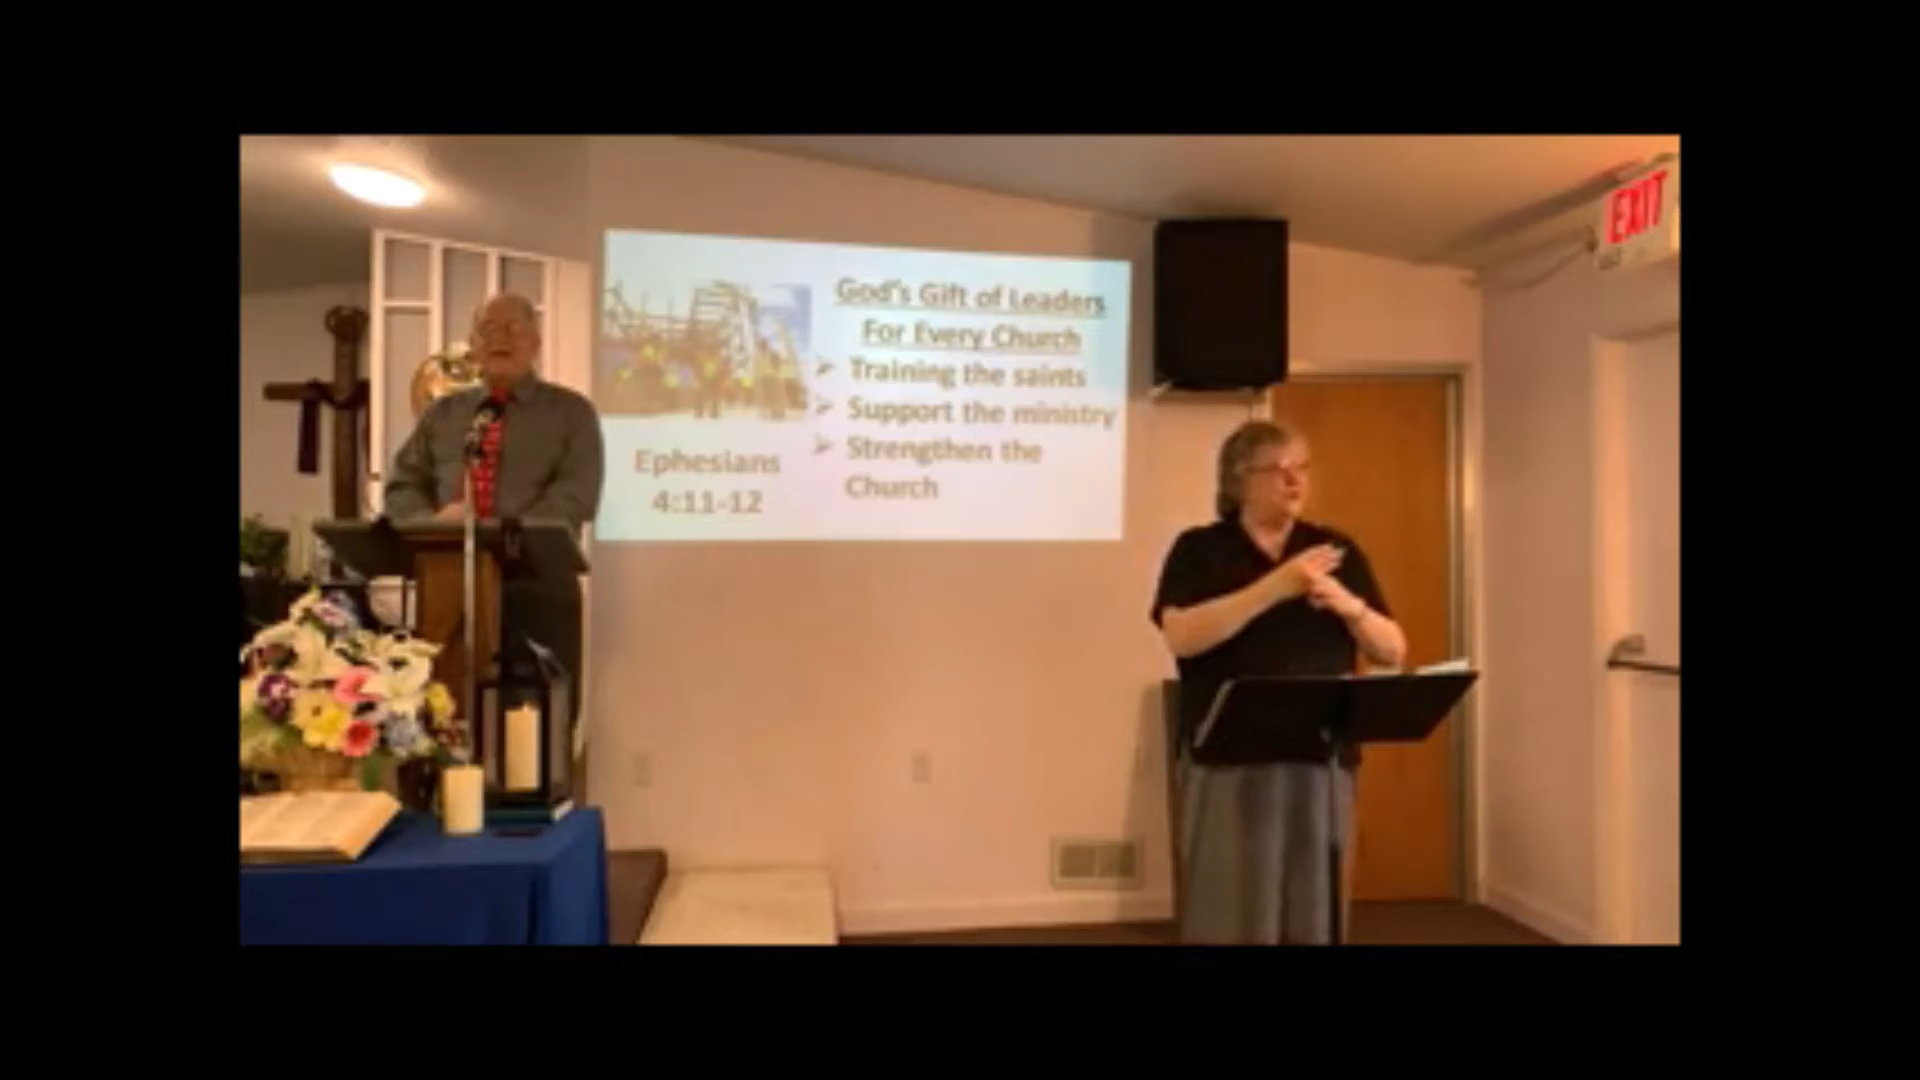 God's Gift of Leaders
For Every Church
Training the saints
Support the ministry
Strengthen the
Church
Ephesians
4:11-12
EXIT